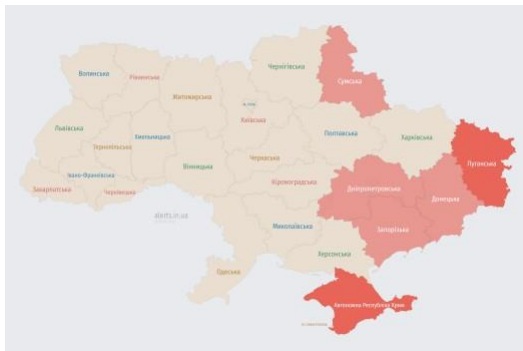 Чернігівська
Сумська
Волинська
Рівненська
Житомирська
Київська
Львівська
Тернопільська
Хмельницька
Полтавська
Харківська
Луганська
Вінницька
Черкаська
Івано-Франківська
Закарпатська
Чернівецька
Кіровоградська
Дніпропетровська
Донецька
alerts.in.ua
Миколаївська
Запорізька
Херсонська
Одеська
Автономна Республіка Крим